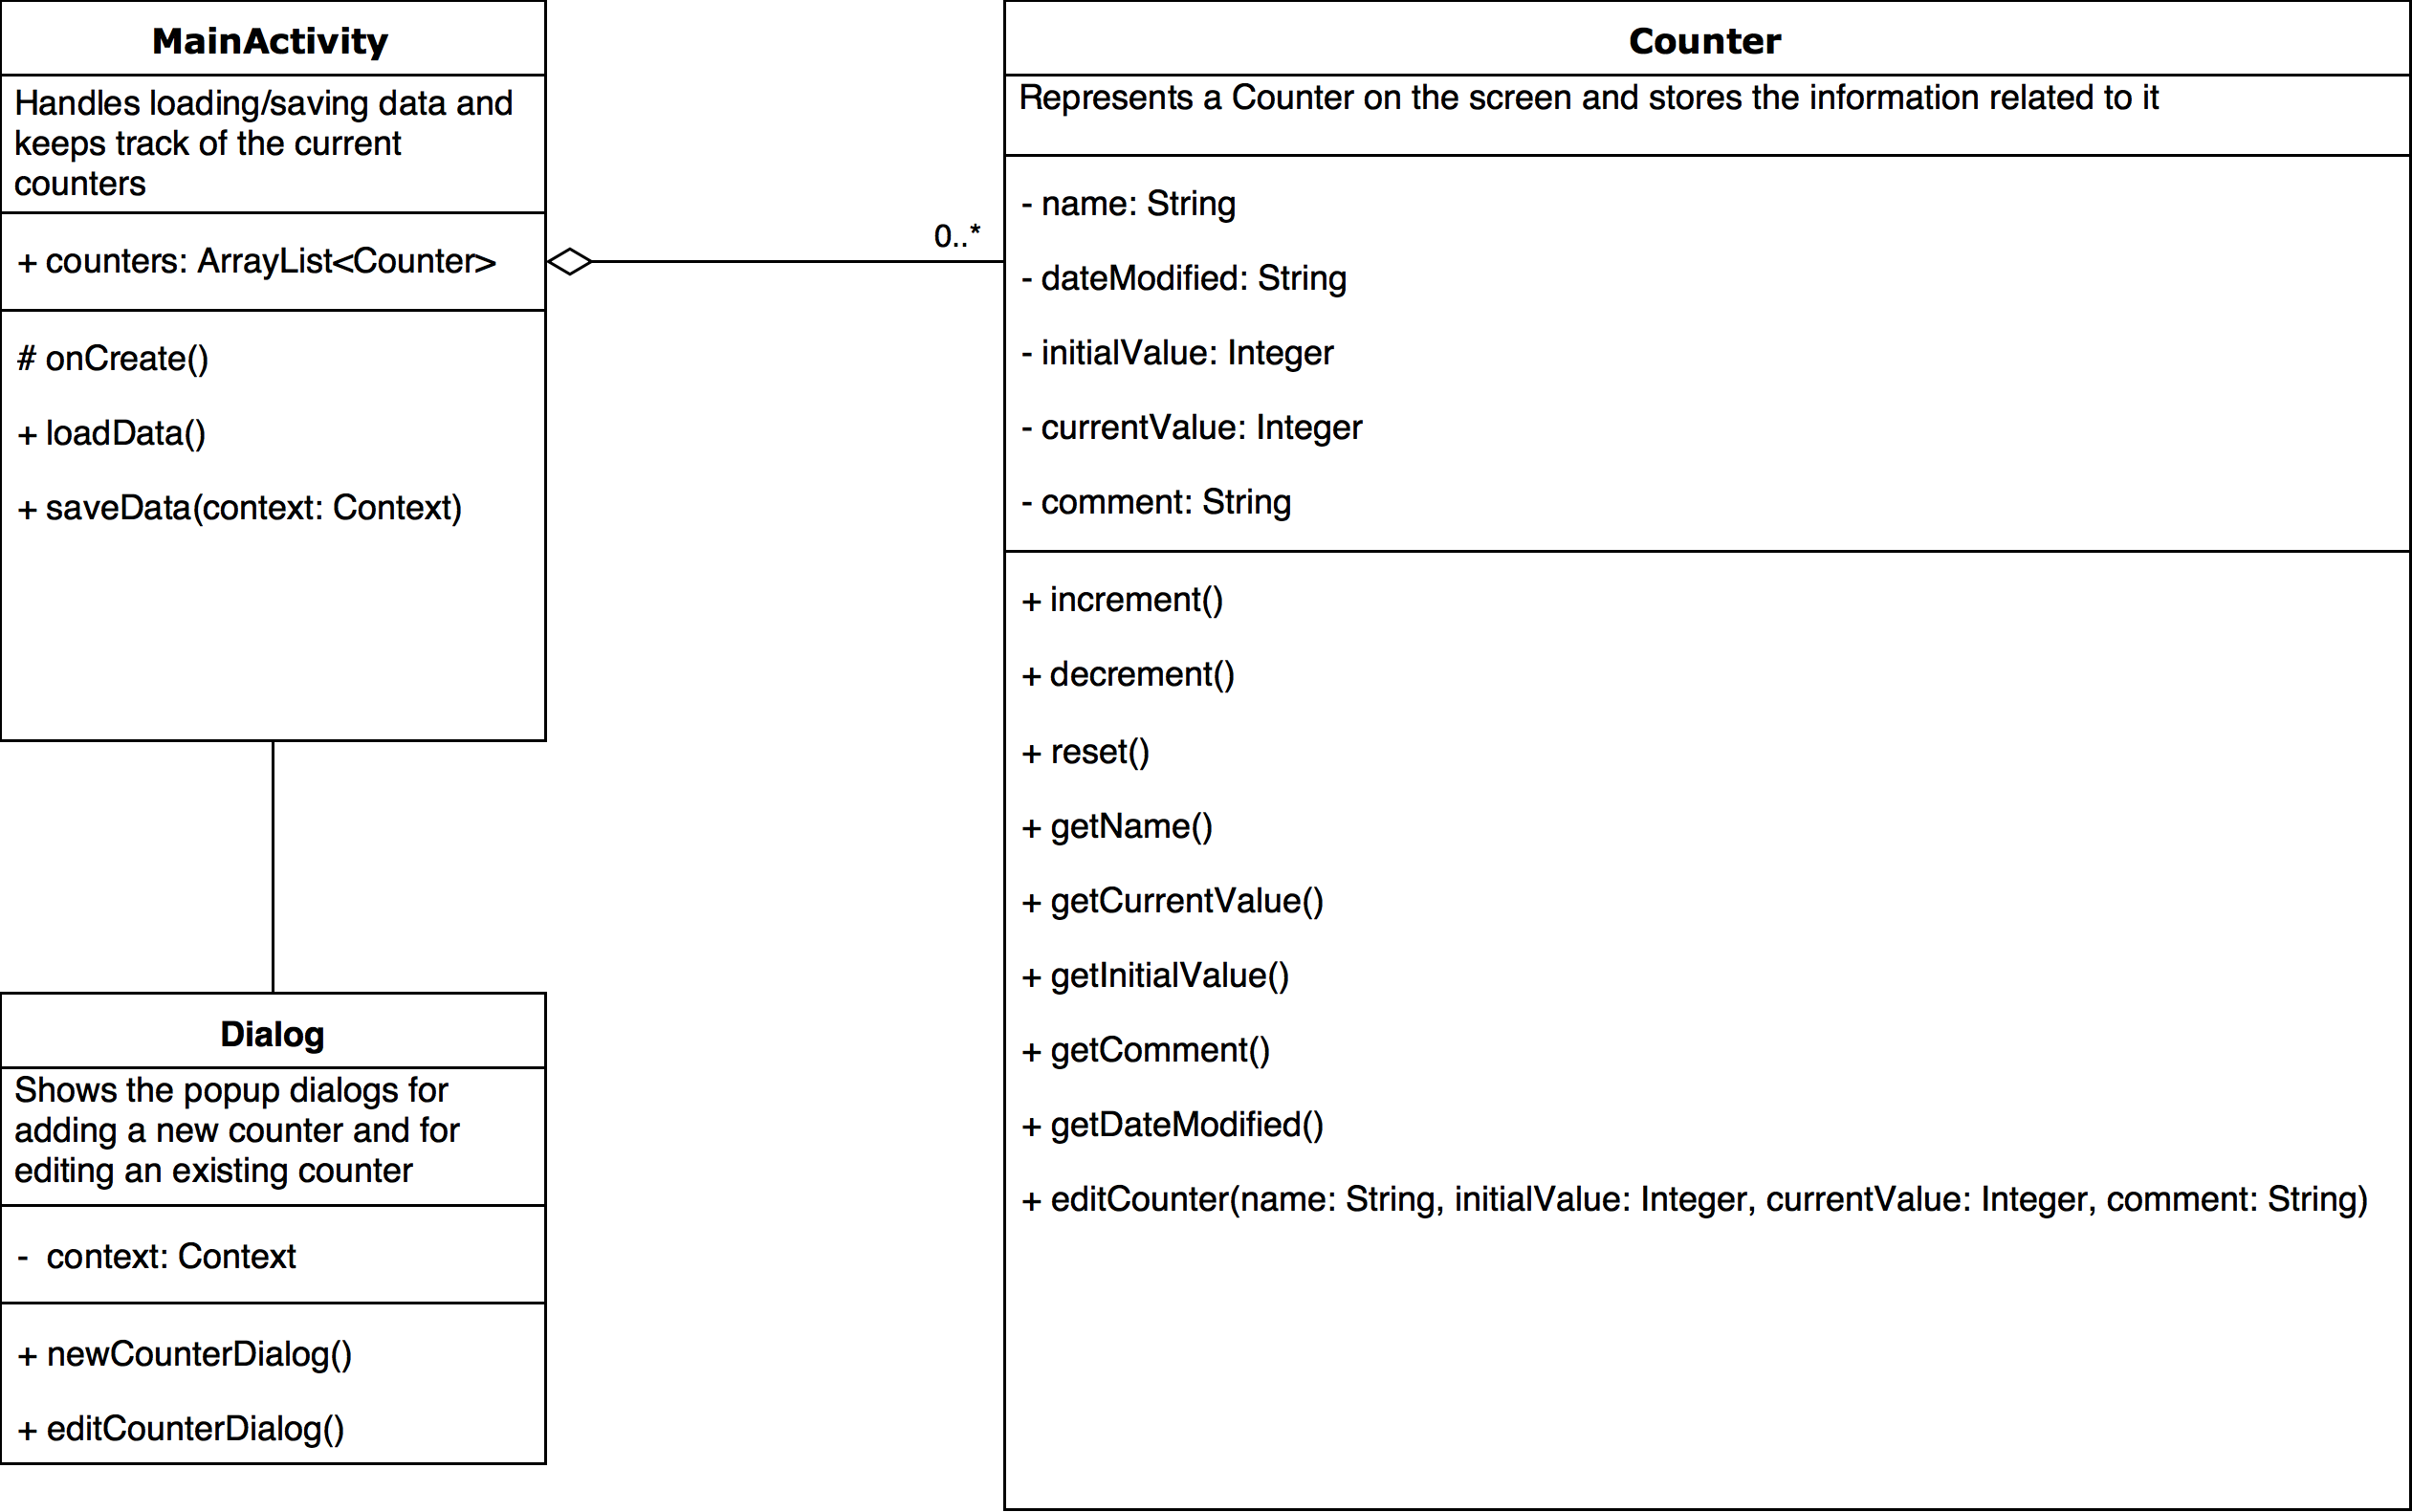 MainActivity
Handles loading/saving data and
keeps track of the current
counters
+ counters: ArrayList<Counter>
# onCreate()
+ loadData()
+ saveData(context: Context)
0..*
Counter
Represents a Counter on the screen and stores the information related to it
- name: String
- dateModified: String
- initialValue: Integer
- currentValue: Integer
- comment: String
+ increment()
+ decrement()
+ reset()
+ getName()
+ getCurrentValue()
+ getInitialValue()
+ getComment()
+ getDateModified()
+ editCounter(name: String, initialValue: Integer, currentValue: Integer, comment: String)
Dialog
Shows the popup dialogs for
adding a new counter and for
editing an existing counter
- context: Context
+ newCounterDialog()
+ editCounterDialog()